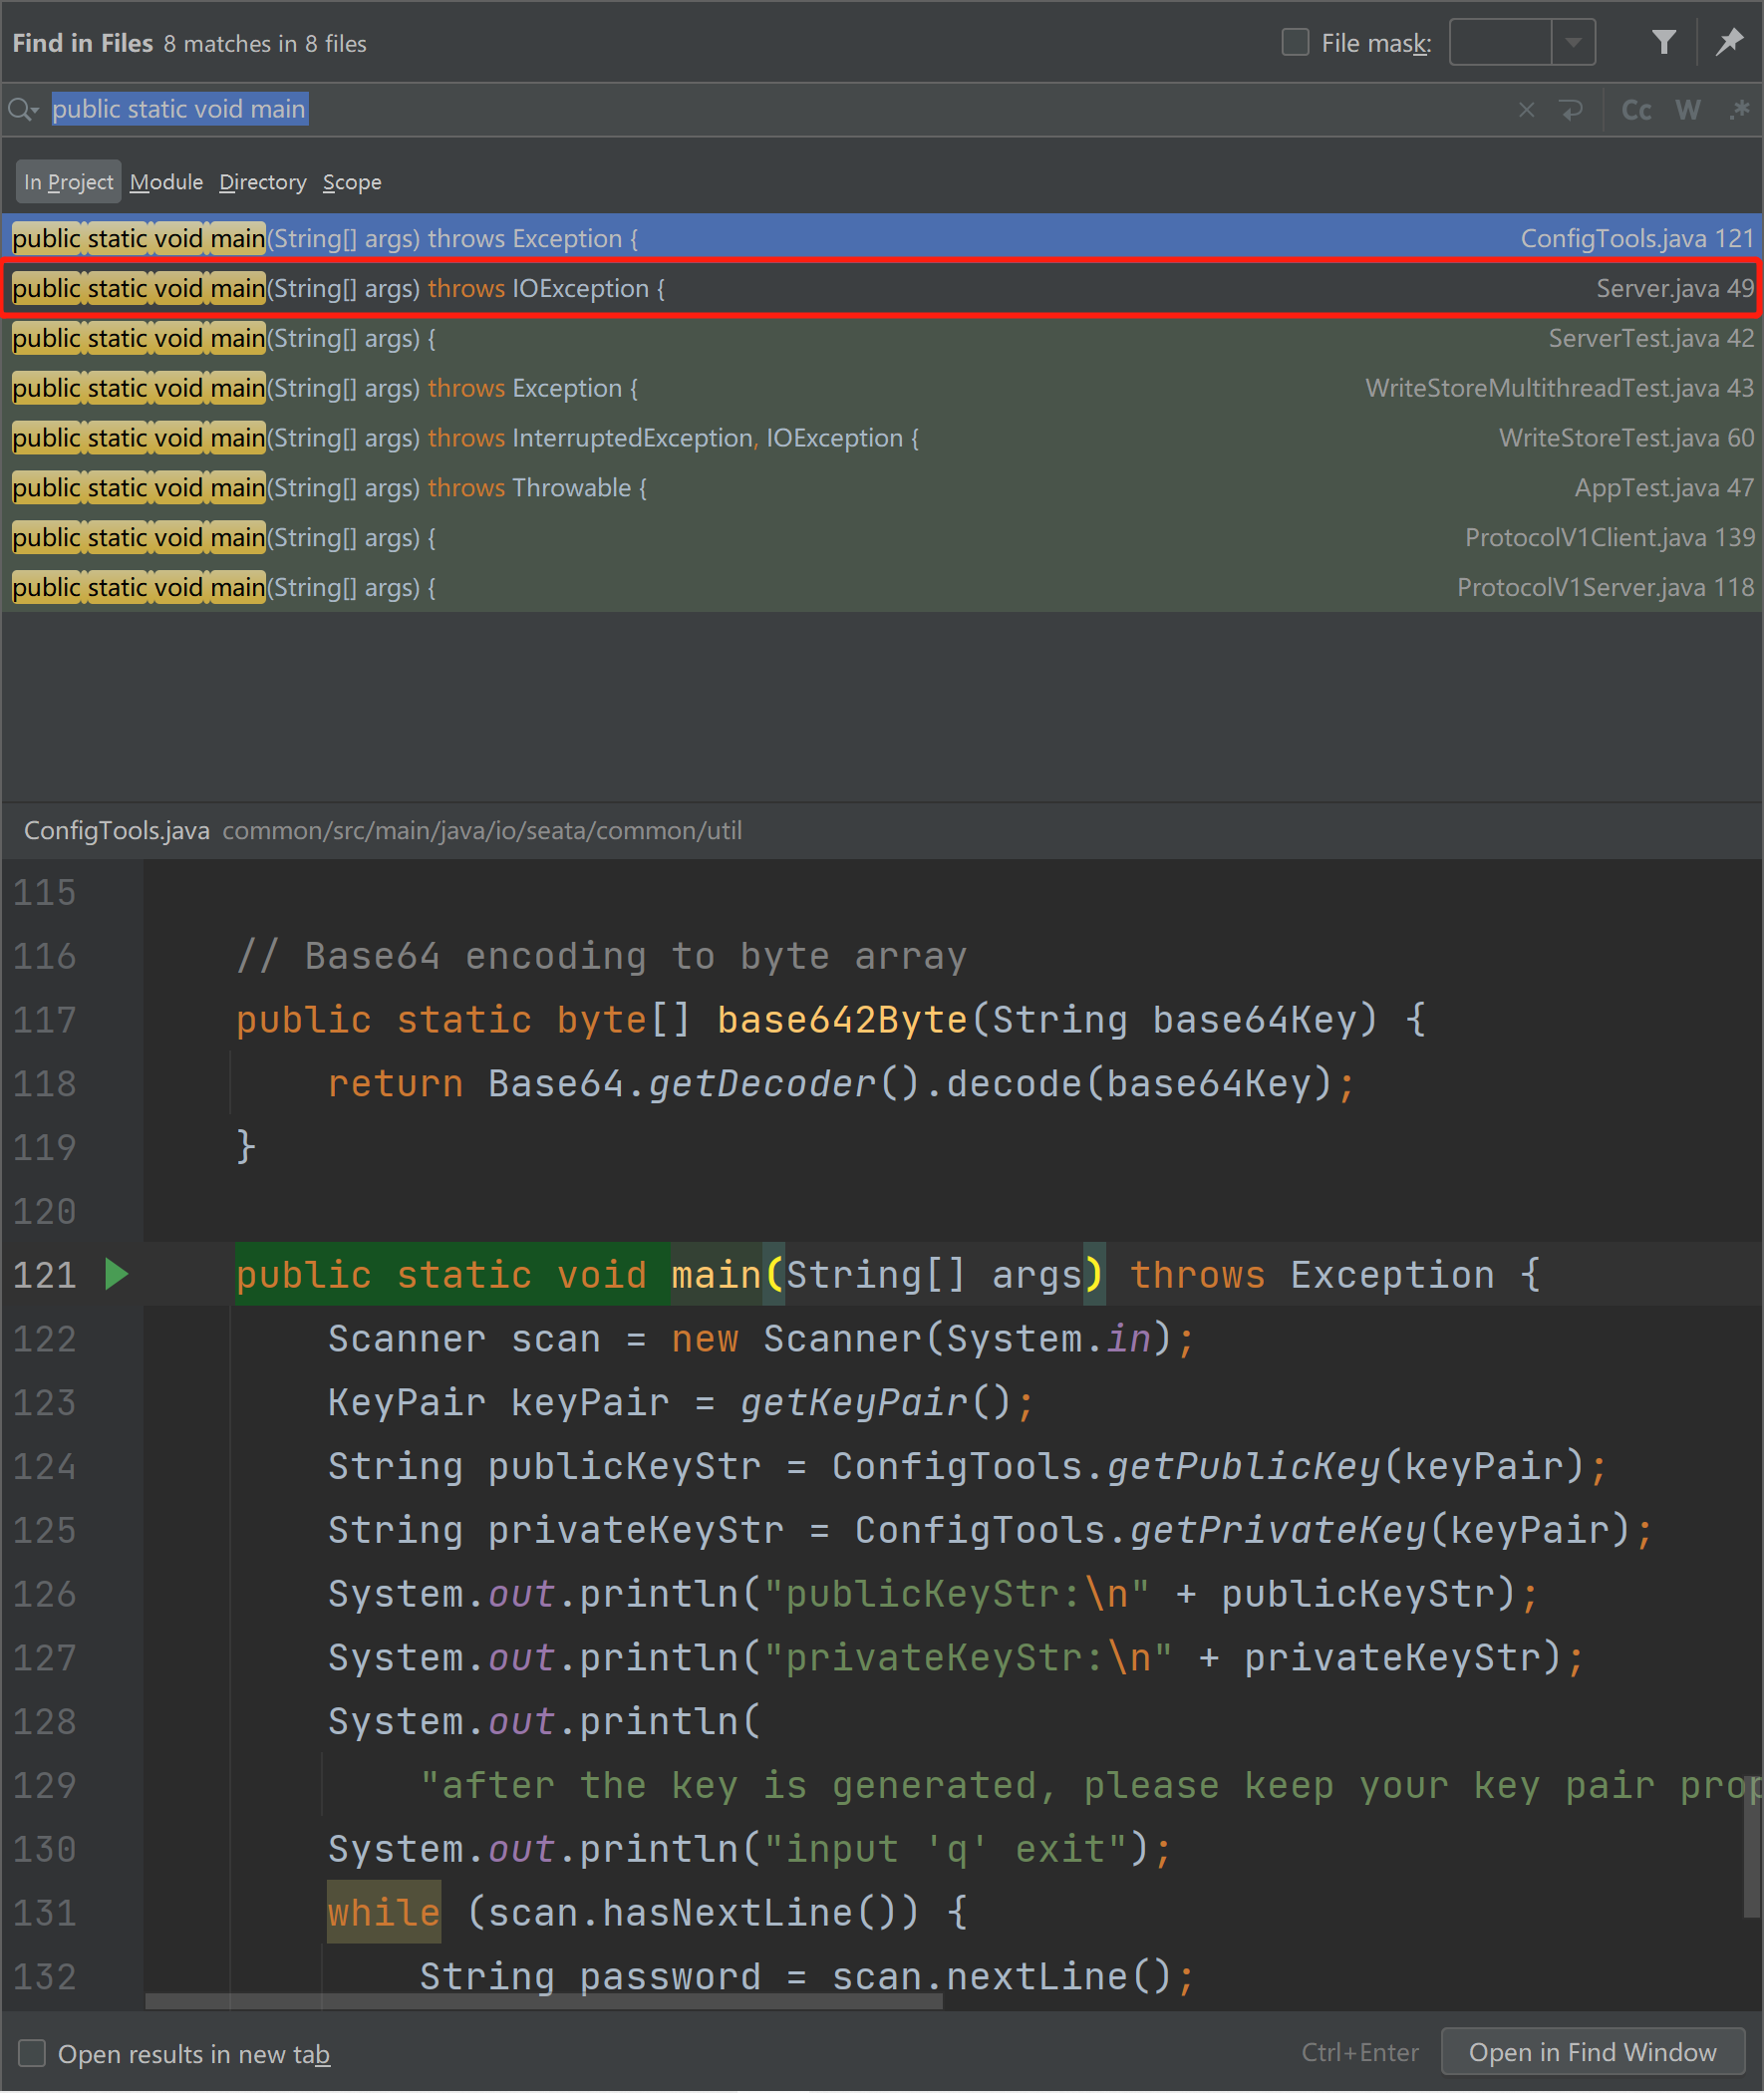 Find in Files 8 matches in 8 files File mask:
public static void main Cc W .*
In Project Module Directory Scope
public static void main(String[] args) throws Exception { ConfigTools.java 121
public static void main(String[] args) throws IOException { Server.java 49
public static void main(String[] args) { ServerTest.java 42
public static void main(String[] args) throws Exception { WriteStoreMultithreadTest.java 43
public static void main(String[] args) throws InterruptedException, IOException { WriteStoreTest.java 60
public static void main(String[] args) throws Throwable { AppTest.java 47
public static void main(String[] args) { ProtocolV1Client.java 139
public static void main(String[] args) { ProtocolV1Server.java 118
ConfigTools.java common/src/main/java/io/seata/common/util
115
116 // Base64 encoding to byte array
117 public static byte[] base642Byte(String base64Key) {
118 return Base64.getDecoder().decode(base64Key);
119 }
120
121 public static void main(String[] args) throws Exception {
122 Scanner scan = new Scanner(System.in);
123 KeyPair keyPair = getKeyPair();
124 String publicKeyStr = ConfigTools.getPublicKey(keyPair);
125 String privateKeyStr = ConfigTools.getPrivateKey(keyPair);
126 System.out.println("publicKeyStr:\n" + publicKeyStr);
127 System.out.println("privateKeyStr:\n" + privateKeyStr);
128 System.out.println(
129 "after the key is generated, please keep your key pair prop
130 System.out.println("input 'q' exit");
131 while (scan.hasNextLine()) {
132 String password = scan.nextLine();
Open results in new tab Ctrl+Enter Open in Find Window